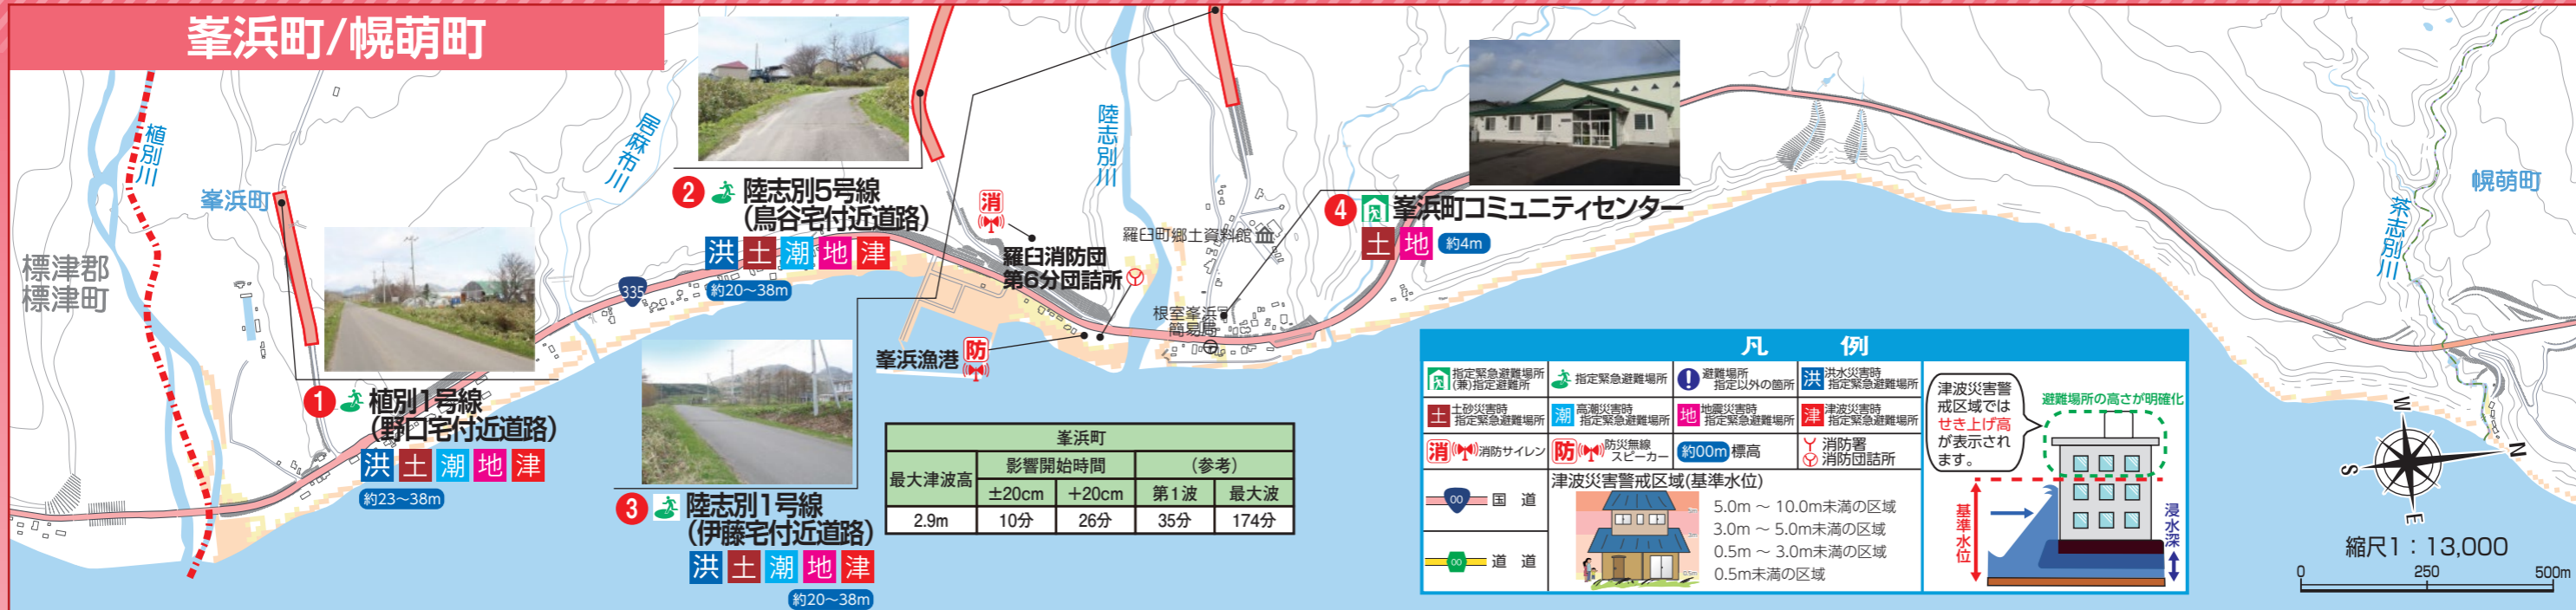 峯浜町/幌萌町
植別川
峯浜町
標津郡
標津町
居麻布川
335
陸志別川
茶志別川
幌萌町
1 植別1号線
(野口宅付近道路)
洪 土 潮 地 津
約23〜38m
2 陸志別5号線
(鳥谷宅付近道路)
洪 土 潮 地 津
約20〜38m
3 陸志別1号線
(伊藤宅付近道路)
洪 土 潮 地 津
約20〜38m
4 峯浜町コミュニティセンター
土 地 約4m
消
羅臼消防団
第6分団詰所
羅臼町郷土資料館
根室峯浜
簡易局
峯浜漁港 防
峯浜町
最大津波高 影響開始時間 (参考)
±20cm +20cm 第1波 最大波
2.9m 10分 26分 35分 174分
凡 例
指定緊急避難場所
(兼)指定避難所
指定緊急避難場所
避難場所
指定以外の箇所
洪 洪水災害時
指定緊急避難場所
土 土砂災害時
指定緊急避難場所
潮 高潮災害時
指定緊急避難場所
地 地震災害時
指定緊急避難場所
津 津波災害時
指定緊急避難場所
消 消防サイレン
防 防災無線
スピーカー
約00m 標高
消防署
消防団詰所
00 国 道
00 道 道
津波災害警戒区域(基準水位)
5.0m 〜 10.0m未満の区域
3.0m 〜 5.0m未満の区域
0.5m 〜 3.0m未満の区域
0.5m未満の区域
津波災害警
戒区域では
せき上げ高
が表示され
ます。
避難場所の高さが明確化
基準水位
浸水深
W
N
S
E
縮尺1：13,000
0 250 500m